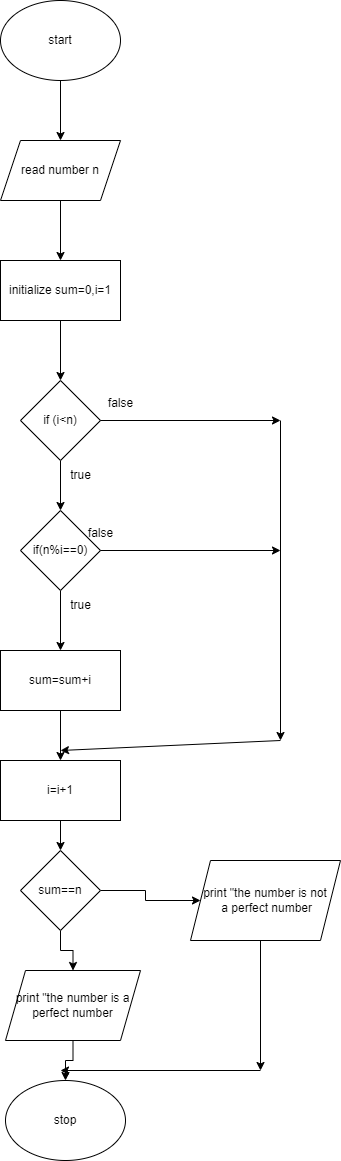 start
read number n
initialize sum=0,i=1
false
if (i<n)
true
false
if(n%i==0)
true
sum=sum+i
i=i+1
sum==n
print "the number is not
a perfect number
print "the number is a
perfect number
stop